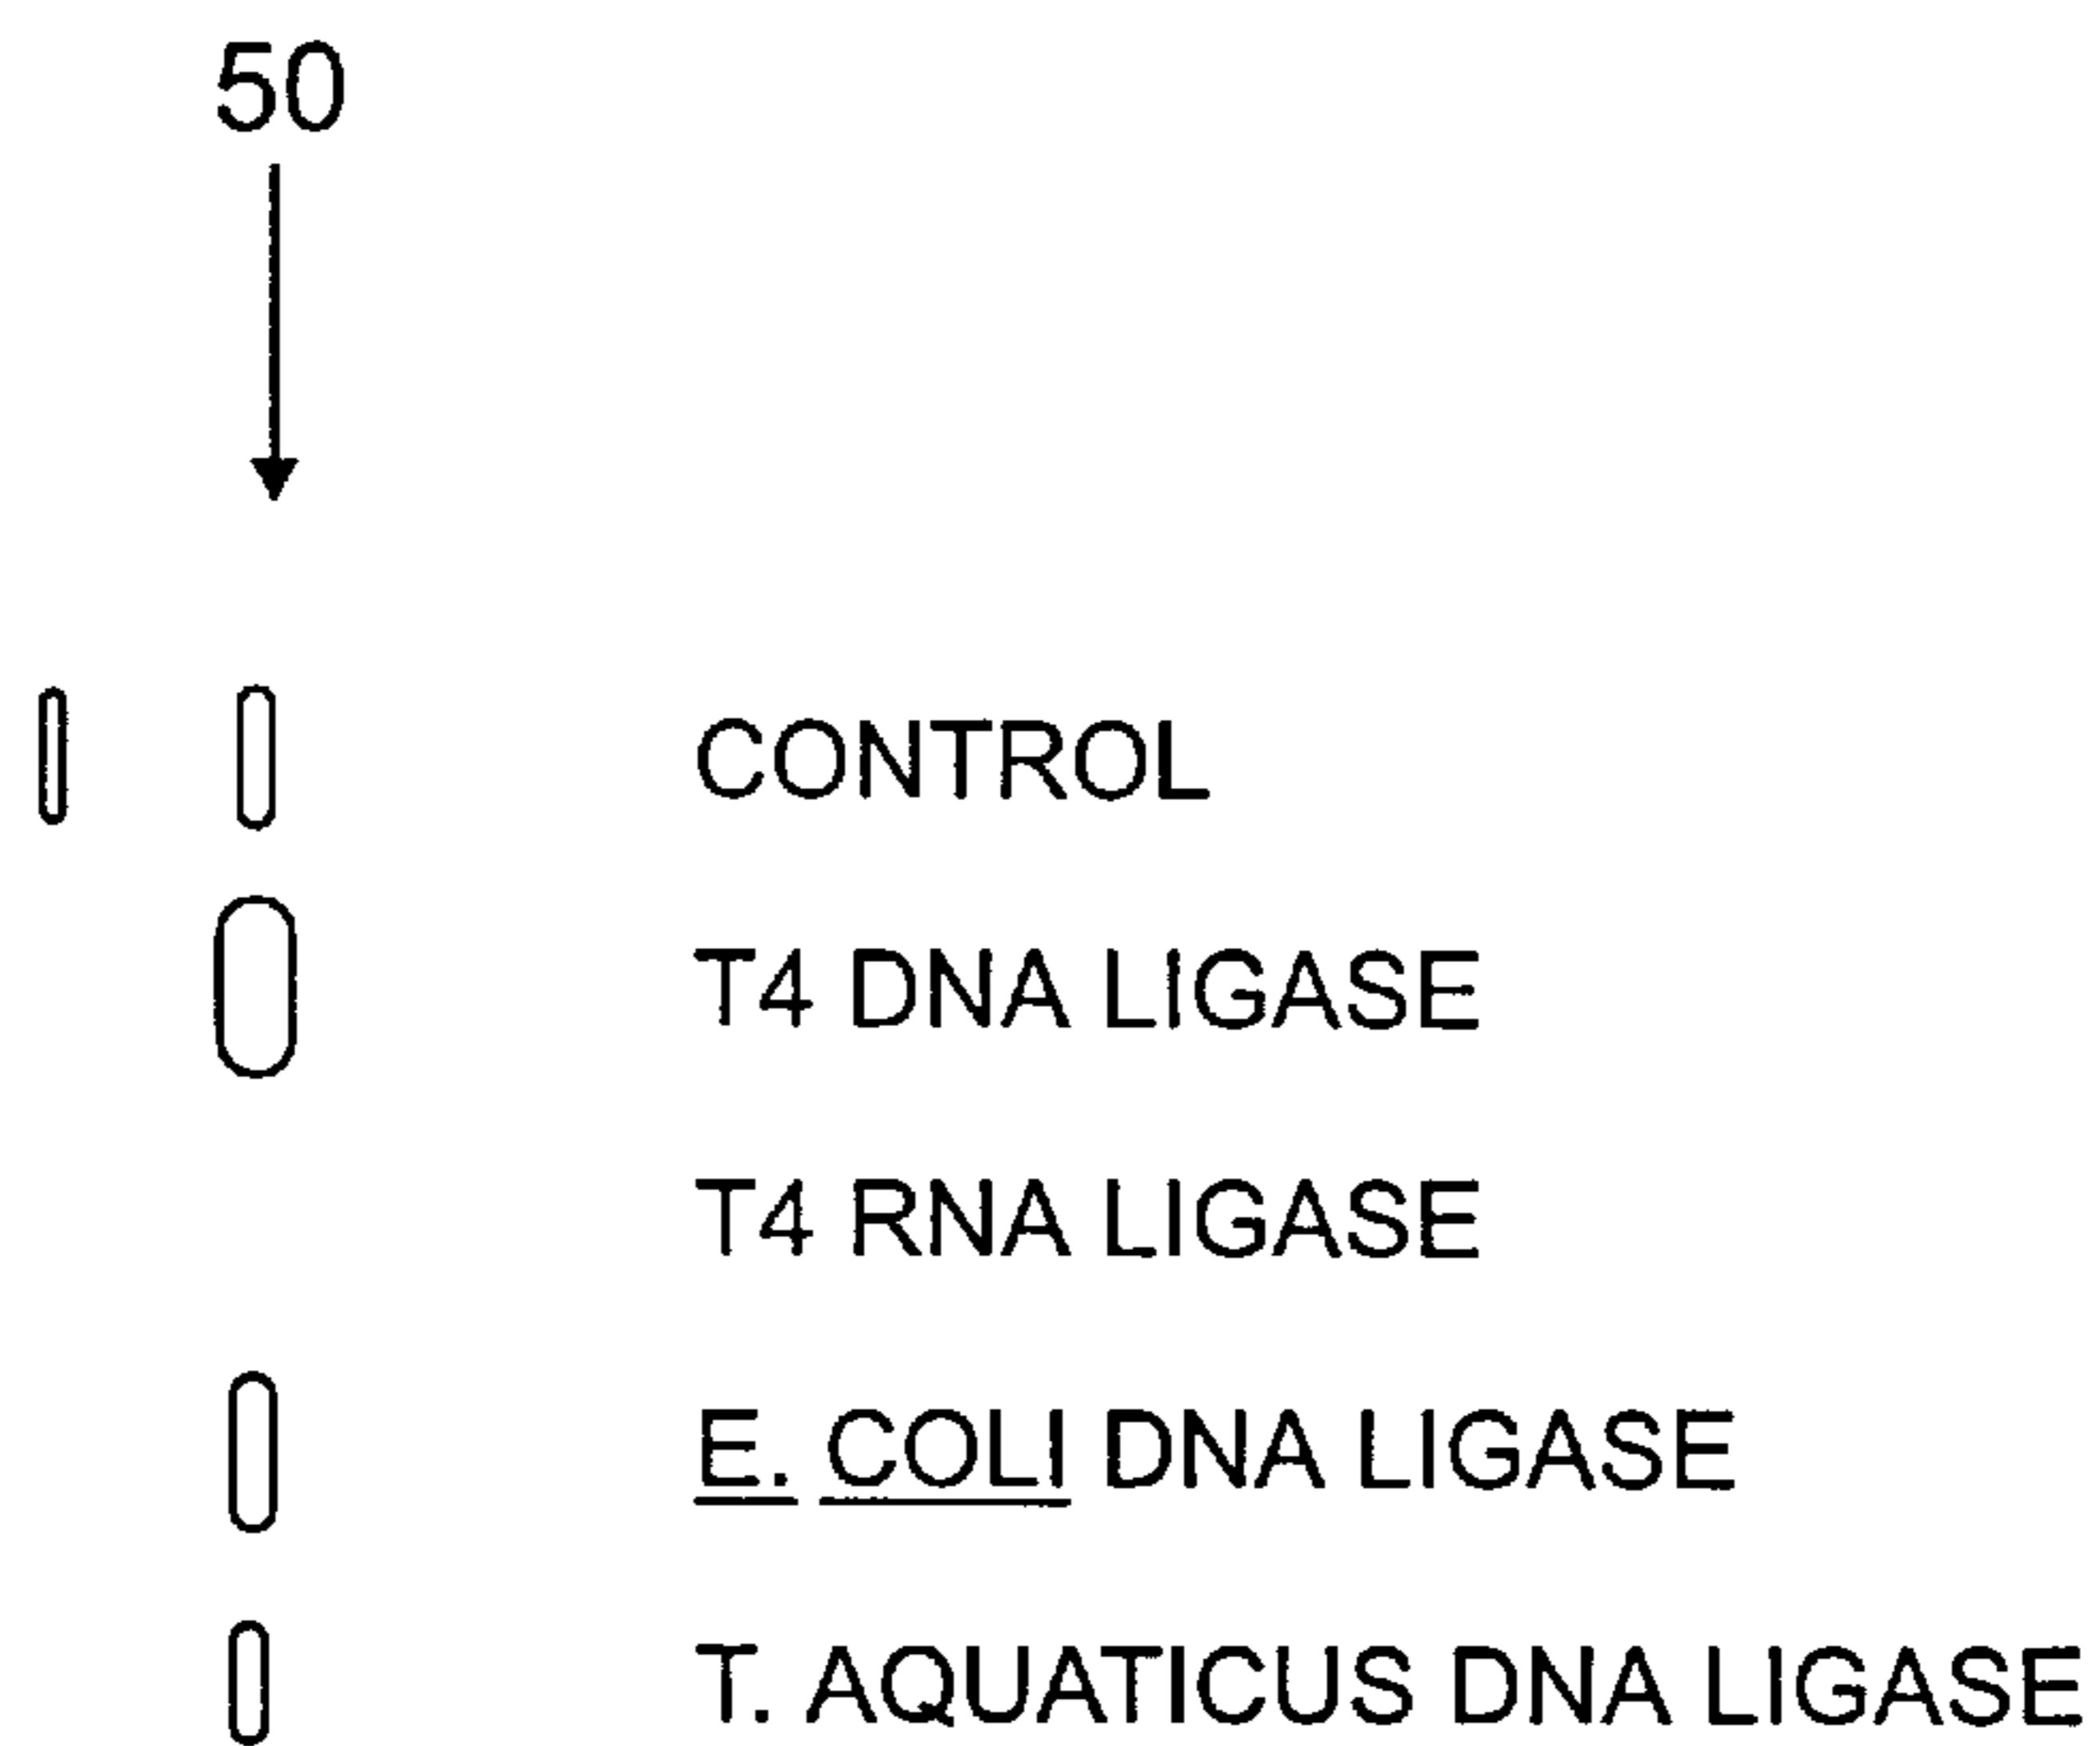 50
CONTROL
T4 DNA LIGASE
T4 RNA LIGASE
E. COLI DNA LIGASE
T. AQUATICUS DNA LIGASE